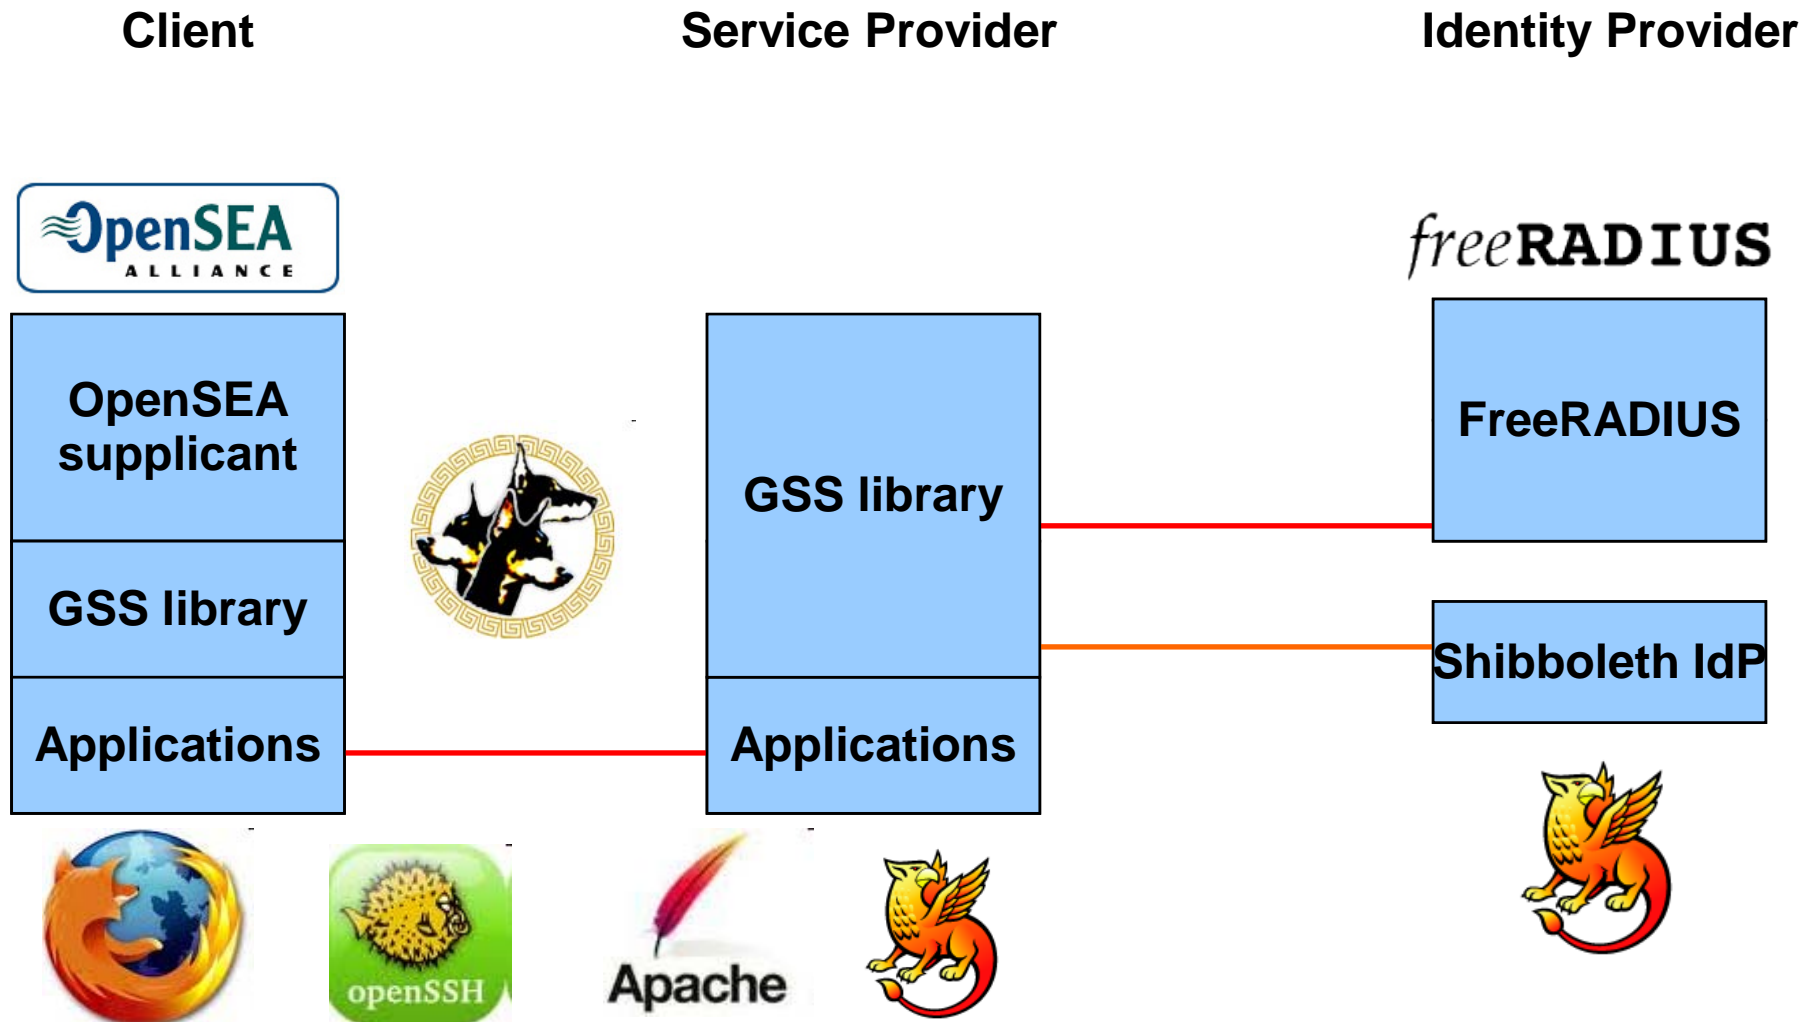 Client
Service Provider
Identity Provider
OpenSEA
ALLIANCE
freeRADIUS
OpenSEA
supplicant
GSS library
Applications
GSS library
Applications
FreeRADIUS
Shibboleth IdP
openSSH
Apache